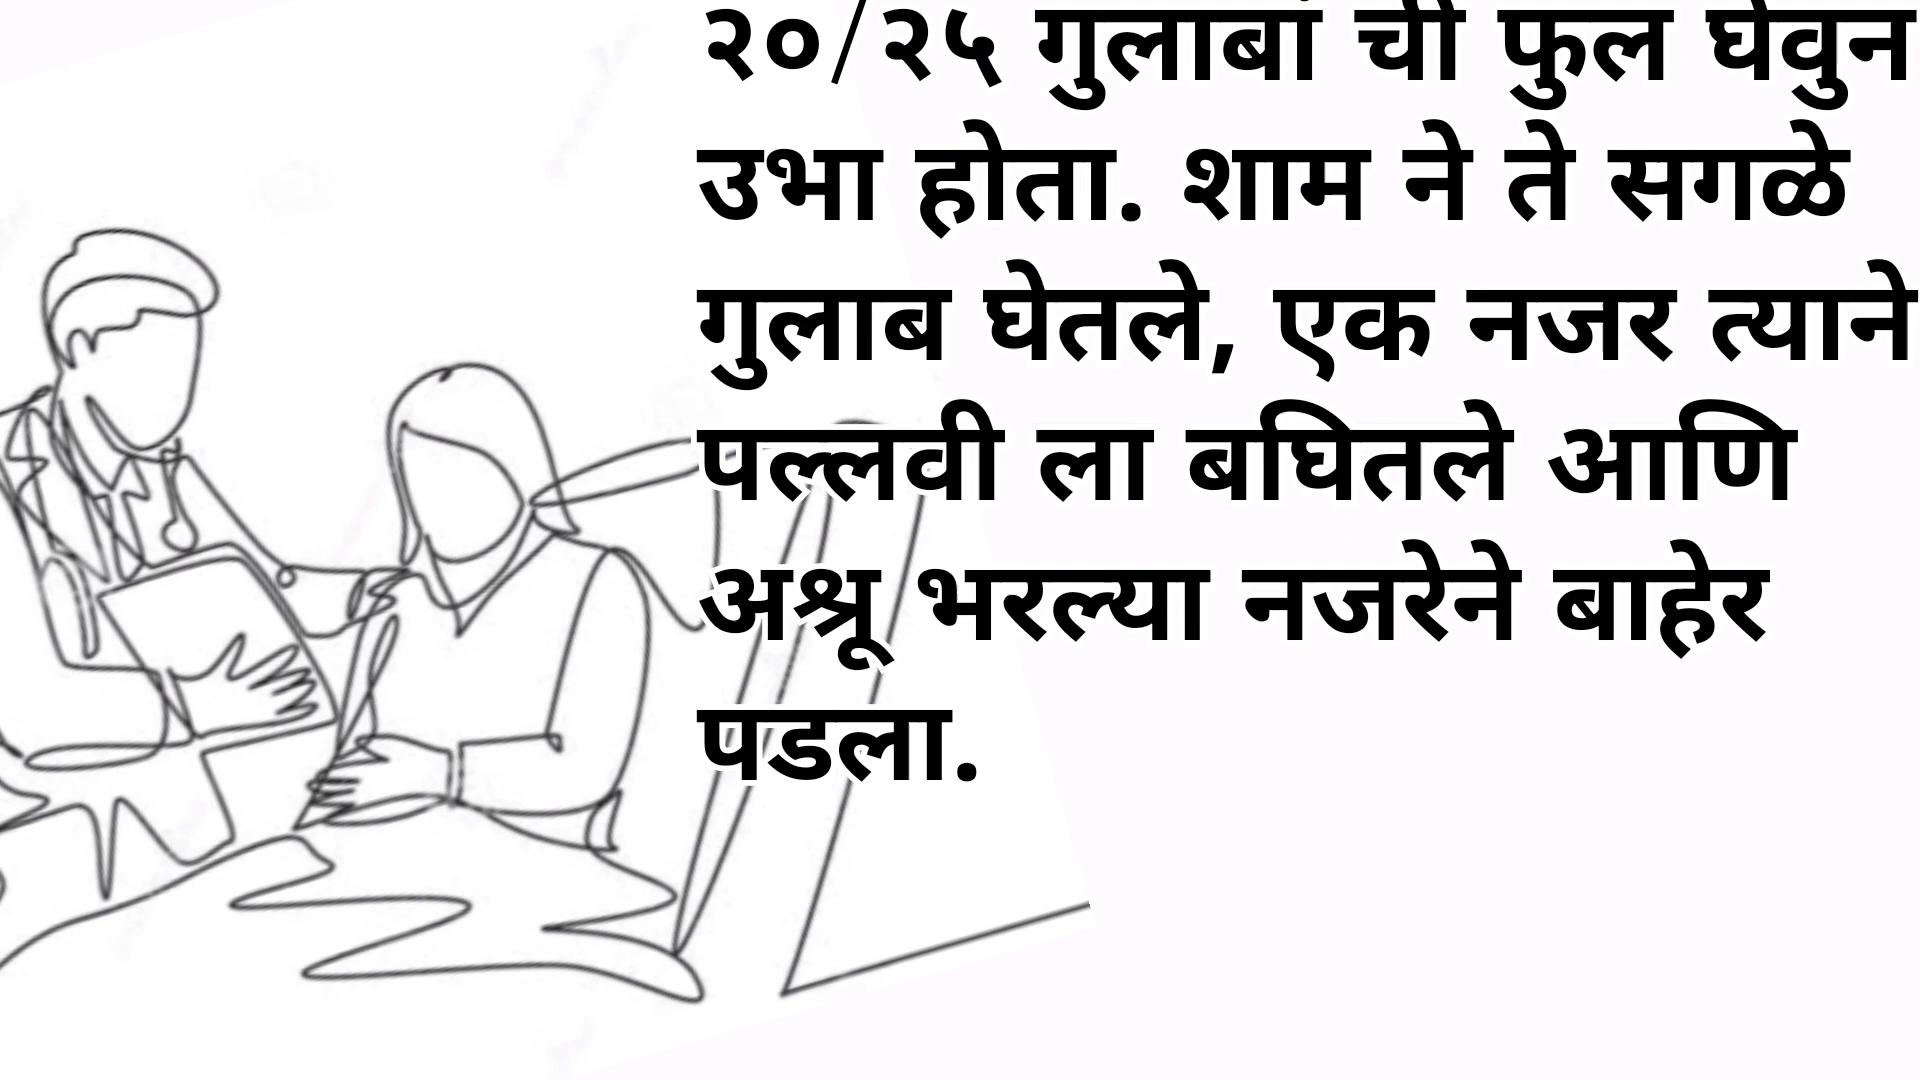 २०/२५ गुलाबां ची फुल घेवुन
उभा होता. शाम ने ते सगळे
गुलाब घेतले, एक नजर त्याने
पल्लवी ला बघितले आणि
अश्रू भरल्या नजरेने बाहेर
पडला.